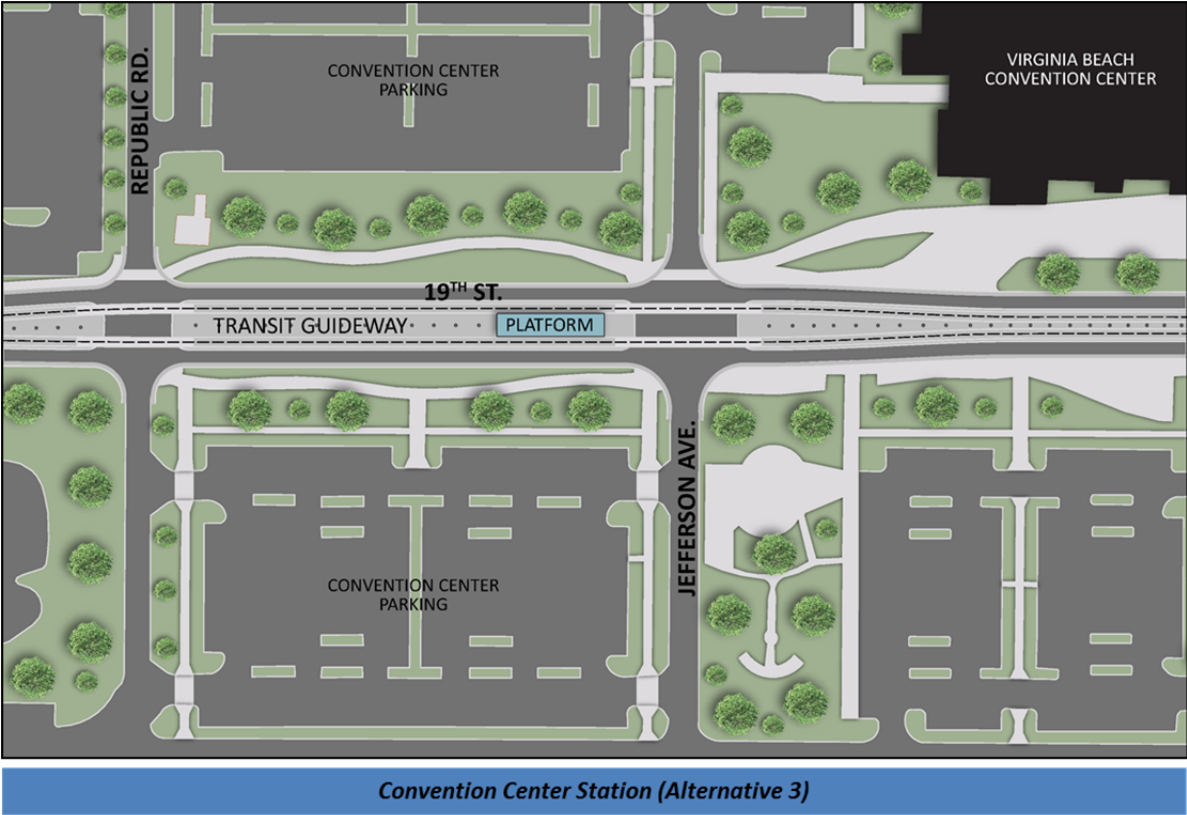 CONVENTION CENTER
PARKING
VIRGINIA BEACH
CONVENTION CENTER
REPUBLIC RD.
19TH ST.
TRANSIT GUIDEWAY
PLATFORM
JEFFERSON AVE.
CONVENTION CENTER
PARKING
Convention Center Station (Alternative 3)